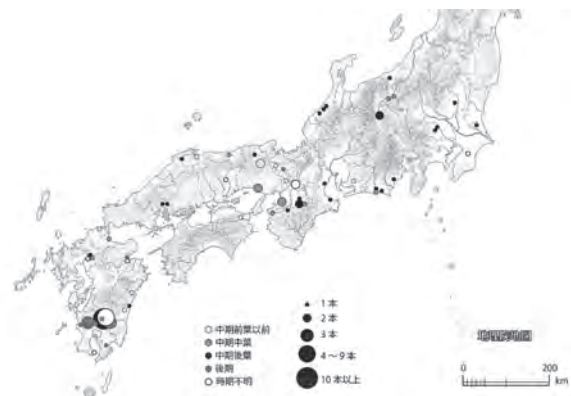 ○ 中期前葉以前
中期中葉
● 中期後葉
後期
○ 時期不明
1本
2本
3本
4～9本
10本以上
地理院地図
0 200
km